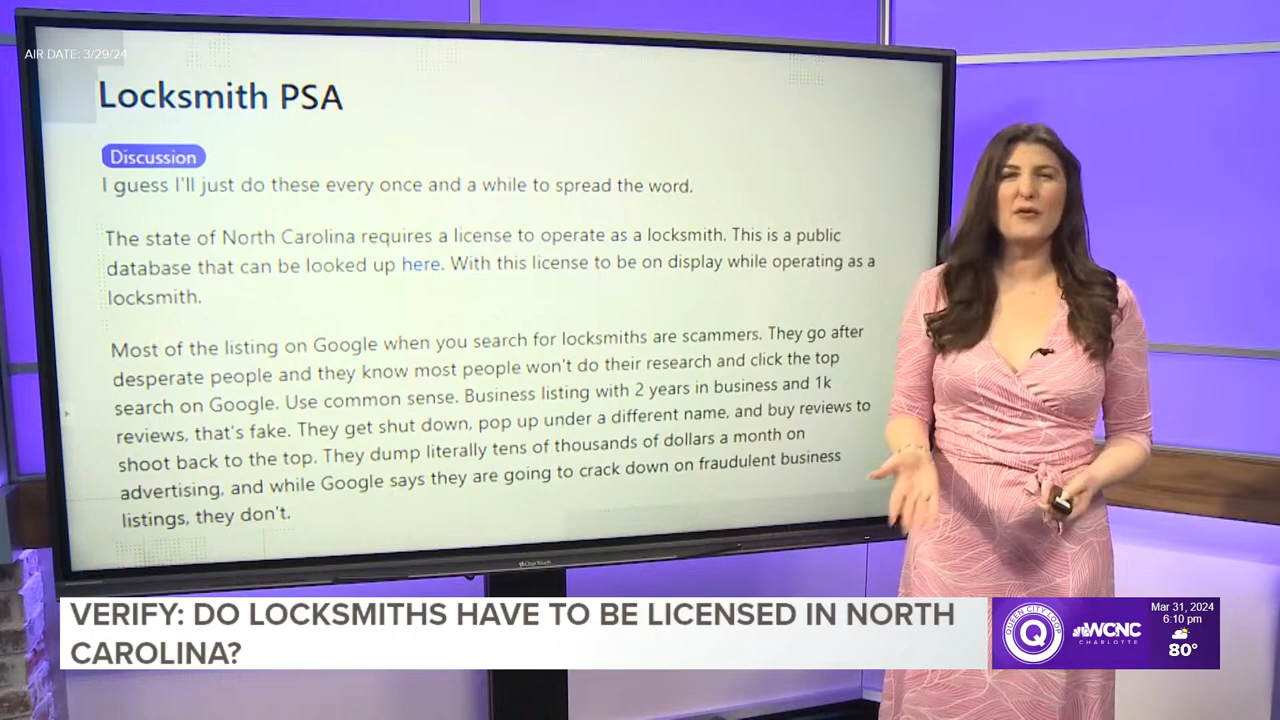 AIR DATE: 3/29/24
Locksmith PSA
Discussion
I guess I'll just do these every once and a while to spread the word.
The state of North Carolina requires a license to operate as a locksmith. This is a public
database that can be looked up here. With this license to be on display while operating as a
locksmith.
Most of the listing on Google when you search for locksmiths are scammers. They go after
desperate people and they know most people won't do their research and click the top
search on Google. Use common sense. Business listing with 2 years in business and 1k
reviews, that's fake. They get shut down, pop up under a different name, and buy reviews to
shoot back to the top. They dump literally tens of thousands of dollars a month on
advertising, and while Google says they are going to crack down on fraudulent business
listings, they don't.
VERIFY: DO LOCKSMITHS HAVE TO BE LICENSED IN NORTH
CAROLINA?
QUEEN CITY LOOP
Q
WCNC
CHARLOTTE
Mar 31, 2024
6:10 pm
80°